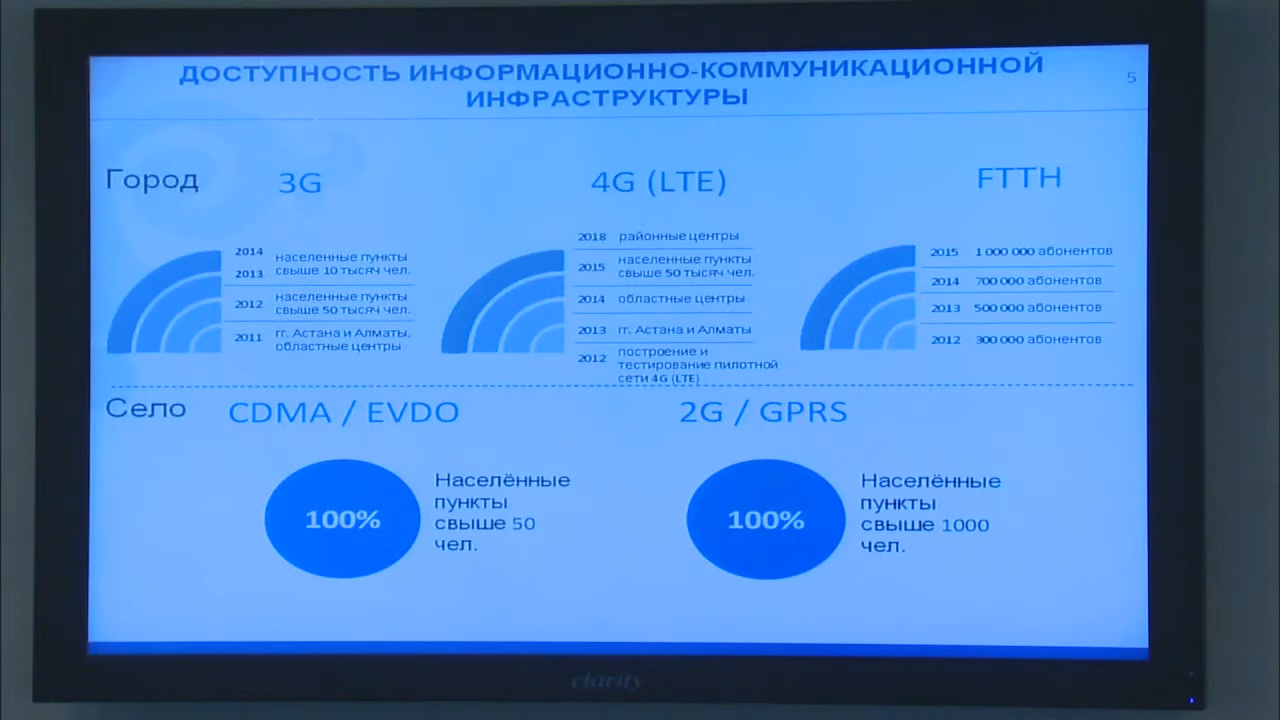 ДОСТУПНОСТЬ ИНФОРМАЦИОННО-КОММУНИКАЦИОННОЙ
ИНФРАСТРУКТУРЫ
5
Город
3G
2014
2013
населенные пункты
свыше 10 тысяч чел.
2012
населенные пункты
свыше 50 тысяч чел.
2011
гг. Астана и Алматы,
областные центры
4G (LTE)
2018 районные центры
2015
населенные пункты
свыше 50 тысяч чел.
2014 областные центры
2013 гг. Астана и Алматы
2012
построение и
тестирование пилотной
сети 4G (LTE)
FTTH
2015 1 000 000 абонентов
2014 700 000 абонентов
2013 500 000 абонентов
2012 300 000 абонентов
Село
CDMA / EVDO
100%
Населённые
пункты
свыше 50
чел.
2G / GPRS
100%
Населённые
пункты
свыше 1000
чел.
clarity